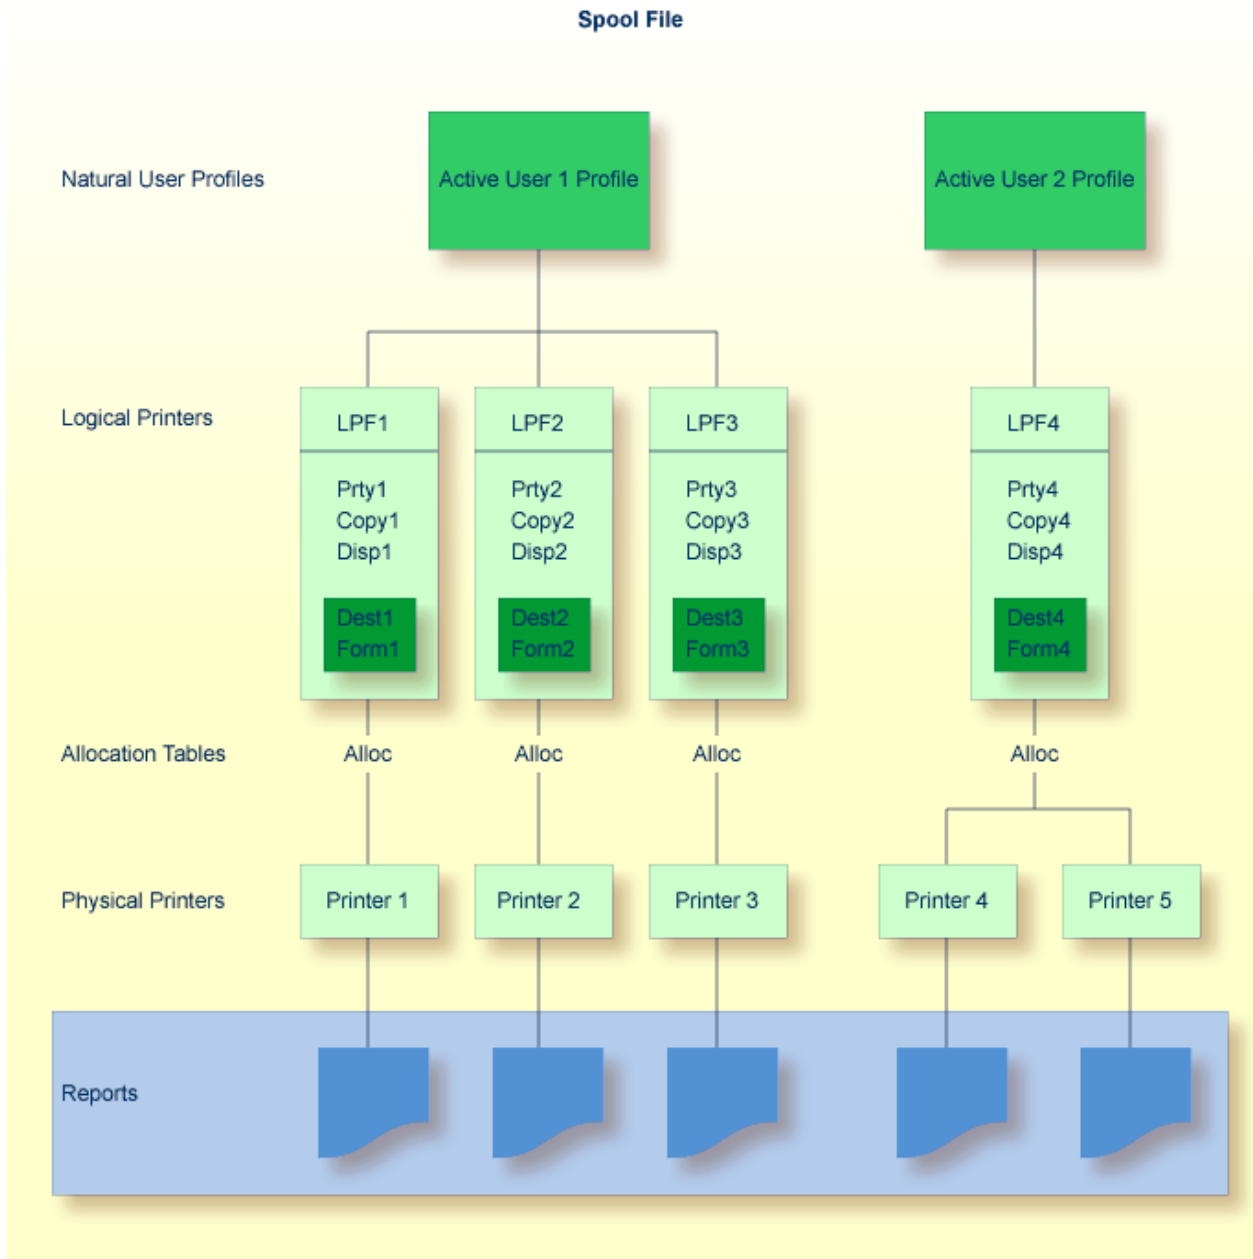 Spool File
Natural User Profiles
Active User 1 Profile
Active User 2 Profile
Logical Printers
LPF1
Prty1
Copy1
Disp1
Dest1
Form1
LPF2
Prty2
Copy2
Disp2
Dest2
Form2
LPF3
Prty3
Copy3
Disp3
Dest3
Form3
LPF4
Prty4
Copy4
Disp4
Dest4
Form4
Allocation Tables
Alloc
Alloc
Alloc
Alloc
Physical Printers
Printer 1
Printer 2
Printer 3
Printer 4
Printer 5
Reports